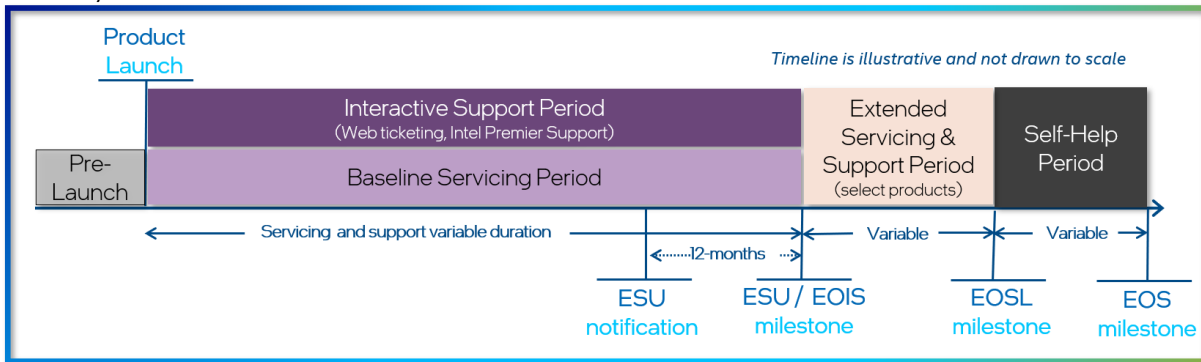 Product
Launch
Timeline is illustrative and not drawn to scale
Interactive Support Period
(Web ticketing, Intel Premier Support)
Extended
Servicing &
Support Period
(select products)
Self-Help
Period
Pre-
Launch
Baseline Servicing Period
Servicing and support variable duration
Variable
Variable
12-months
ESU
notification
ESU / EOIS
milestone
EOSL
milestone
EOS
milestone